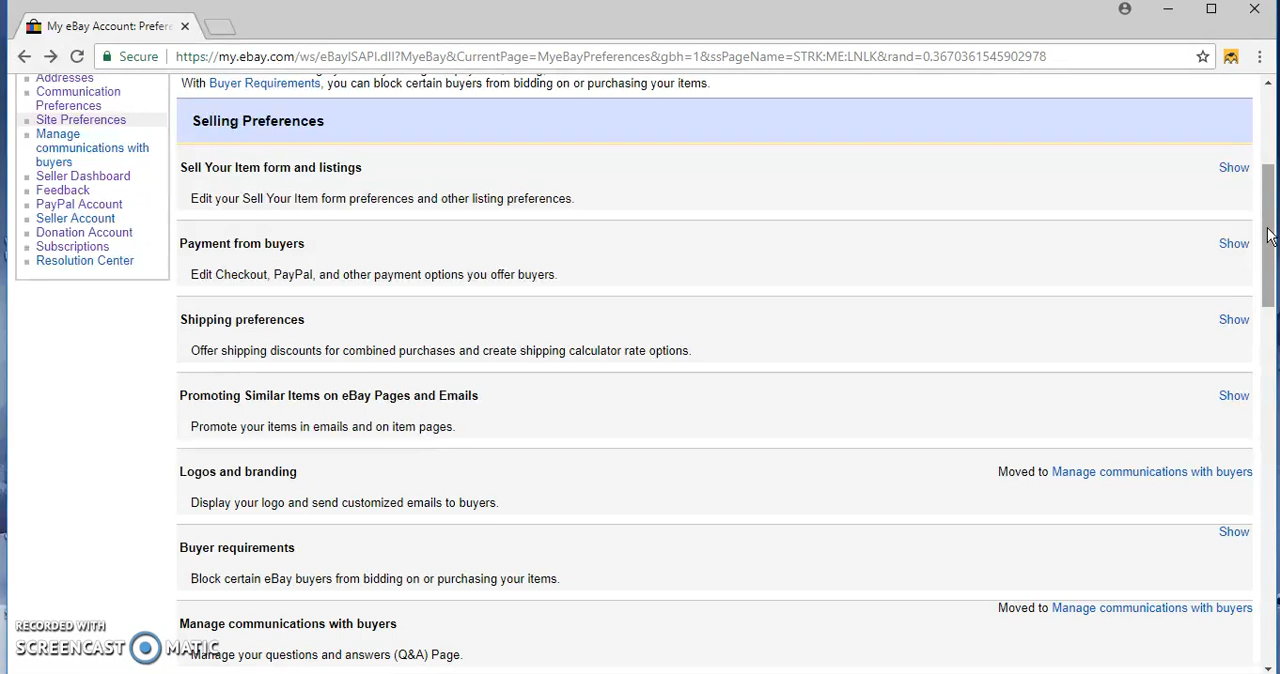 My eBay Account: Prefere
Secure
https://my.ebay.com/ws/eBayISAPI.dll?MyeBay&CurrentPage=MyeBayPreferences&gbh=1&ssPageName=STRK:ME:LNLK&rand=0.3670361545902978
Addresses
Communication
Preferences
Site Preferences
Manage
communications with
buyers
Seller Dashboard
Feedback
PayPal Account
Seller Account
Donation Account
Subscriptions
Resolution Center
With Buyer Requirements, you can block certain buyers from bidding on or purchasing your items.
Selling Preferences
Sell Your Item form and listings
Show
Edit your Sell Your Item form preferences and other listing preferences.
Payment from buyers
Show
Edit Checkout, PayPal, and other payment options you offer buyers.
Shipping preferences
Show
Offer shipping discounts for combined purchases and create shipping calculator rate options.
Promoting Similar Items on eBay Pages and Emails
Show
Promote your items in emails and on item pages.
Logos and branding
Moved to Manage communications with buyers
Display your logo and send customized emails to buyers.
Show
Buyer requirements
Block certain eBay buyers from bidding on or purchasing your items.
Moved to Manage communications with buyers
Manage communications with buyers
Manage your questions and answers (Q&A) Page.
RECORDED WITH
SCREENCAST MATIC